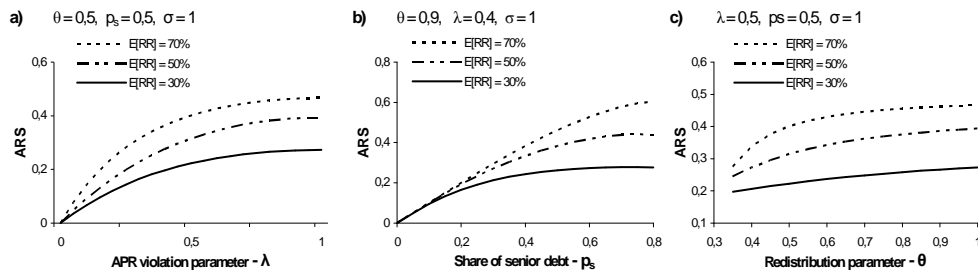 a)
θ=0,5, ps=0,5, σ=1
E[RR] = 70%
E[RR] = 50%
E[RR] = 30%
0,6
0,4
0,2
0
ARS
0
0,5
1
APR violation parameter - λ
b)
θ=0,9, λ=0,4, σ=1
E[RR] = 70%
E[RR] = 50%
E[RR] = 30%
0,8
0,6
0,4
0,2
0
ARS
0
0,2
0,4
0,6
0,8
Share of senior debt - ps
c)
λ=0,5, ps=0,5, σ=1
E[RR] = 70%
E[RR] = 50%
E[RR] = 30%
0,6
0,5
0,4
0,3
0,2
0,1
ARS
0,3
0,4
0,5
0,6
0,7
0,8
0,9
1
Redistribution parameter - θ